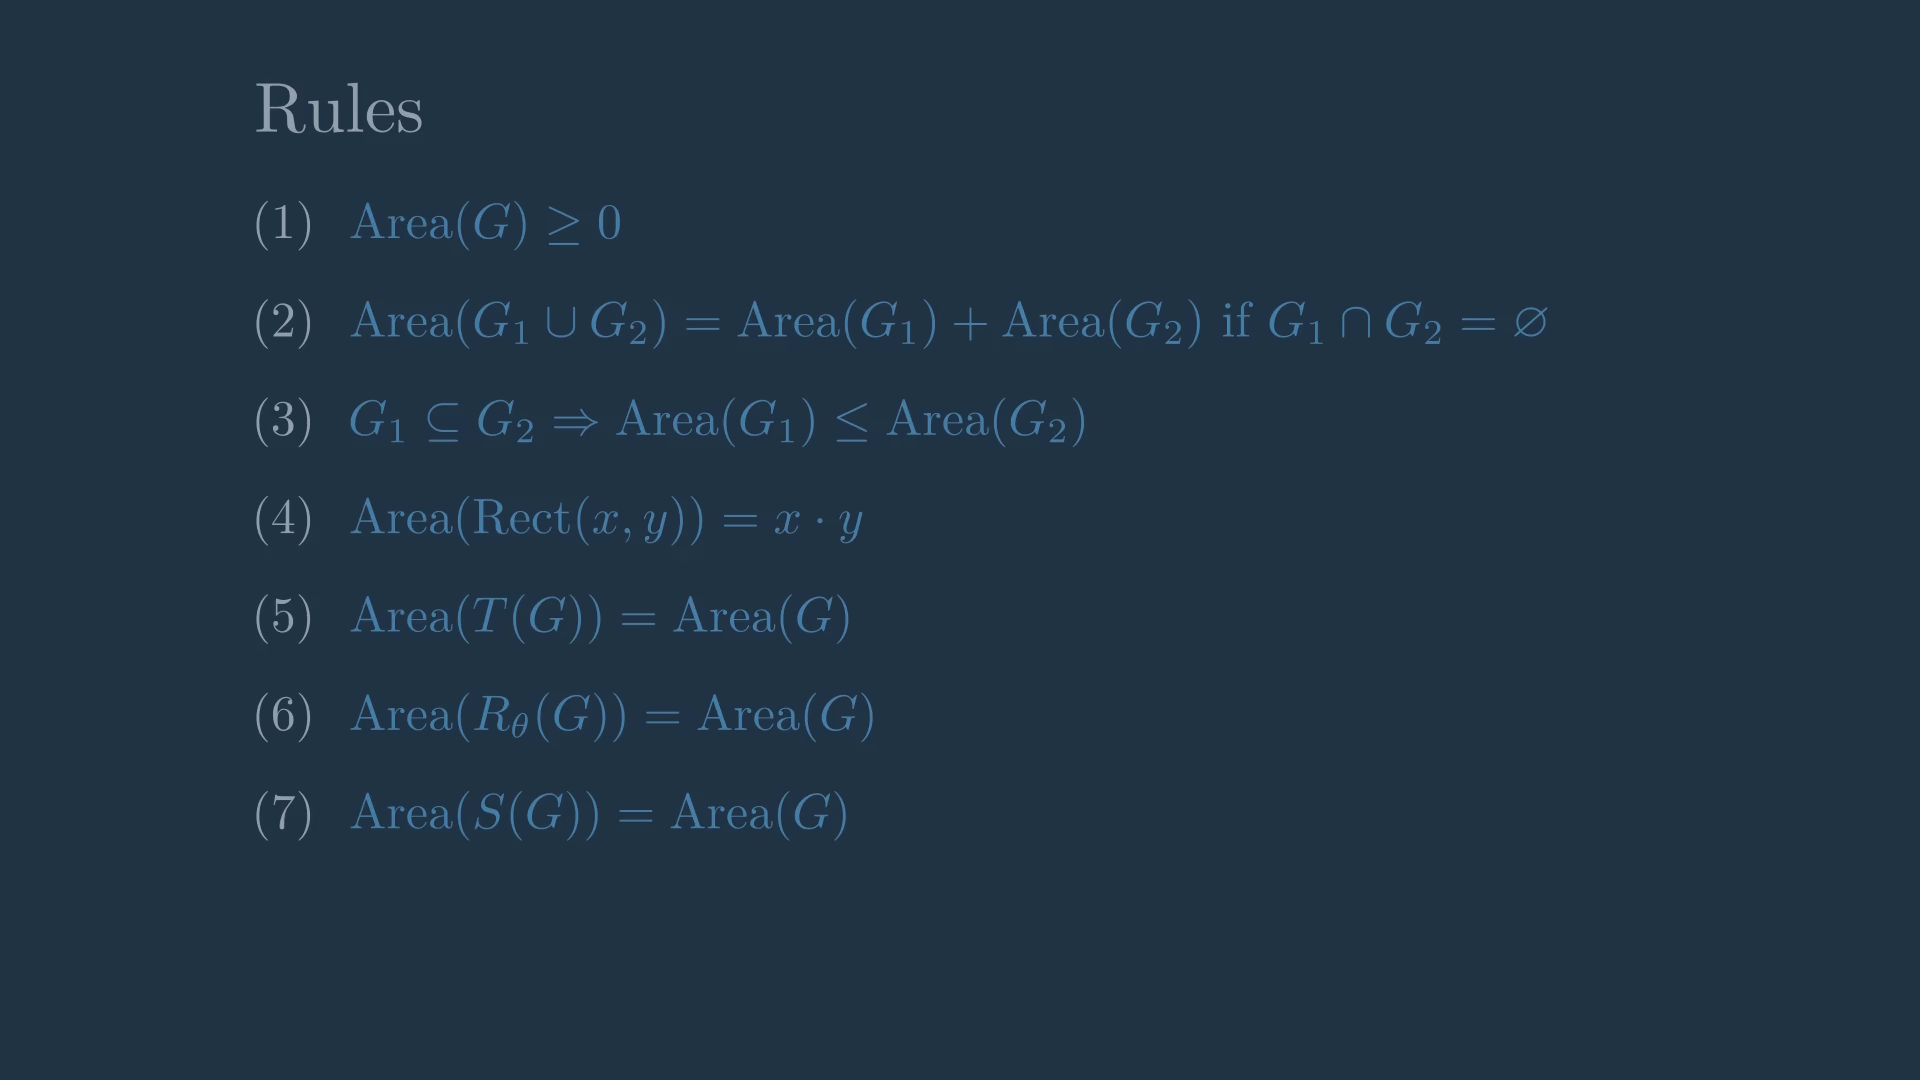 Rules
(1) Area(G) ≥ 0
(2) Area(G₁ ∪ G₂) = Area(G₁) + Area(G₂) if G₁ ∩ G₂ = ∅
(3) G₁ ⊆ G₂ ⇒ Area(G₁) ≤ Area(G₂)
(4) Area(Rect(x, y)) = x · y
(5) Area(T(G)) = Area(G)
(6) Area(R_θ(G)) = Area(G)
(7) Area(S(G)) = Area(G)